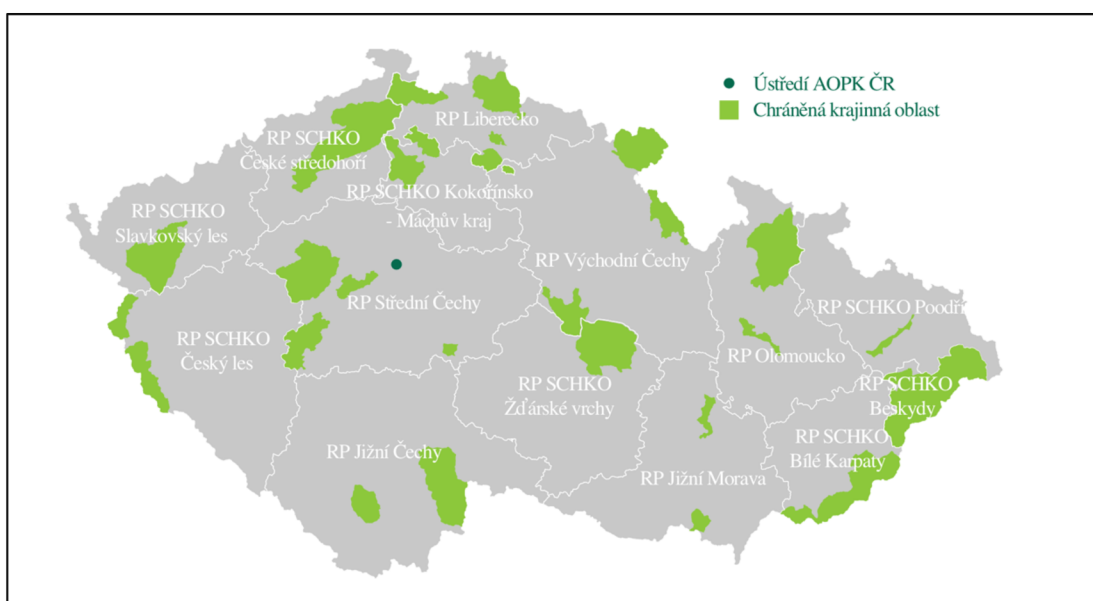 Ústředí AOPK ČR
Chráněná krajinná oblast
RP Liberecko
RP SCHKO
České středohoří
RP SCHKO Kokořínsko
- Máchův kraj
RP SCHKO
Slavkovský les
RP Východní Čechy
RP Střední Čechy
RP SCHKO Poodří
RP SCHKO
Český les
RP Olomoucko
RP SCHKO
Žďárské vrchy
RP SCHKO
Beskydy
RP SCHKO
Bílé Karpaty
RP Jižní Čechy
RP Jižní Morava